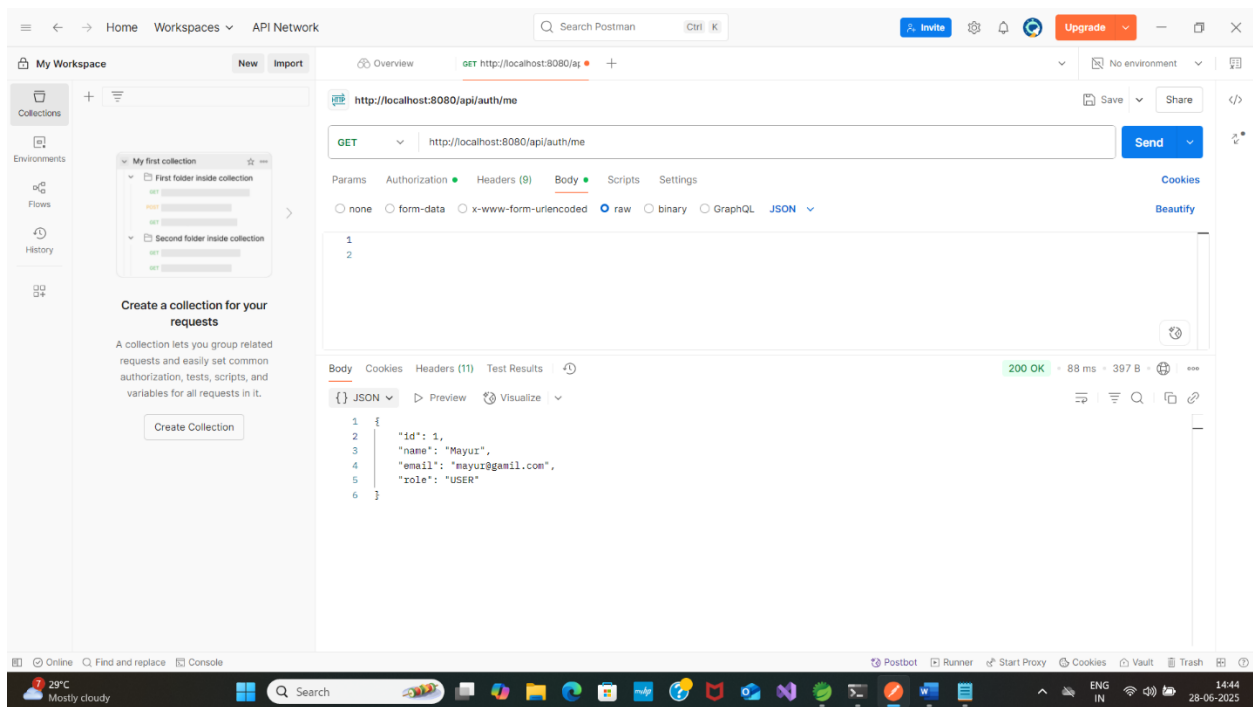 Home Workspaces API Network
Search Postman Ctrl K
Invite
Upgrade
My Workspace New Import
Overview GET http://localhost:8080/ap
No environment
Collections
Environments
Flows
History
My first collection
First folder inside collection
GET
POST
GET
Second folder inside collection
GET
GET
Create a collection for your
requests
A collection lets you group related
requests and easily set common
authorization, tests, scripts, and
variables for all requests in it.
Create Collection
HTTP http://localhost:8080/api/auth/me
Save Share
GET http://localhost:8080/api/auth/me
Send
Params Authorization Headers (9) Body Scripts Settings
Cookies
none form-data x-www-form-urlencoded raw binary GraphQL JSON
Beautify
1
2
Body Cookies Headers (11) Test Results
200 OK 88 ms 397 B
{} JSON Preview Visualize
1 {
2 "id": 1,
3 "name": "Mayur",
4 "email": "mayur@gamil.com",
5 "role": "USER"
6 }
Online Find and replace Console
Postbot Runner Start Proxy Cookies Vault Trash
7 29°C
Mostly cloudy
Search
ENG
IN
14:44
28-06-2025